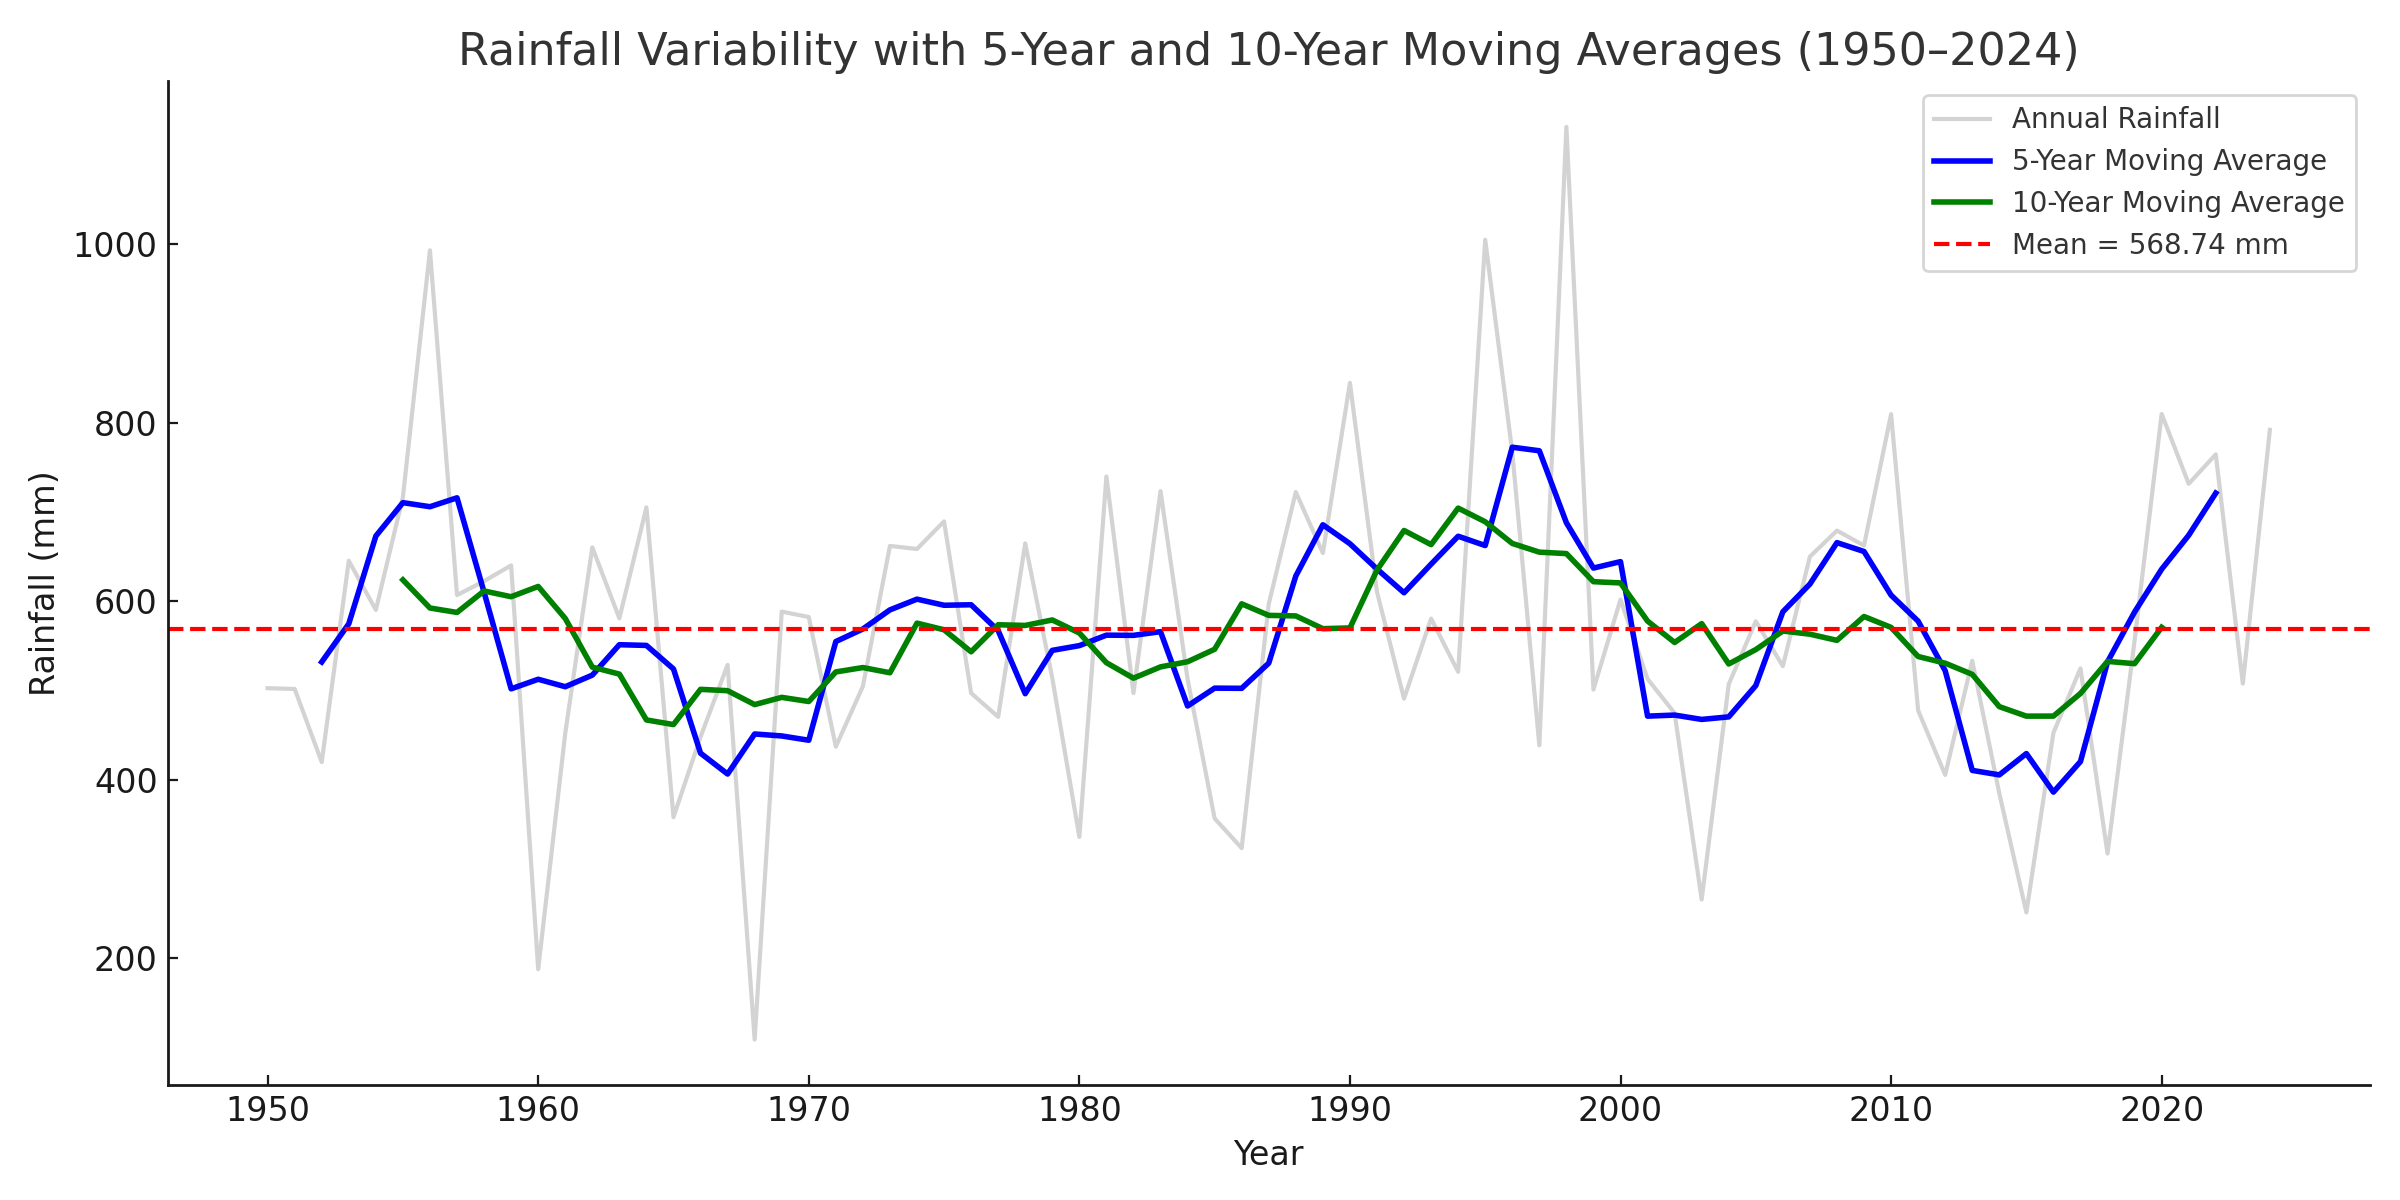 Rainfall Variability with 5-Year and 10-Year Moving Averages (1950–2024)
Annual Rainfall
5-Year Moving Average
10-Year Moving Average
Mean = 568.74 mm
Rainfall (mm)
1000
800
600
400
200
1950 1960 1970 1980 1990 2000 2010 2020
Year